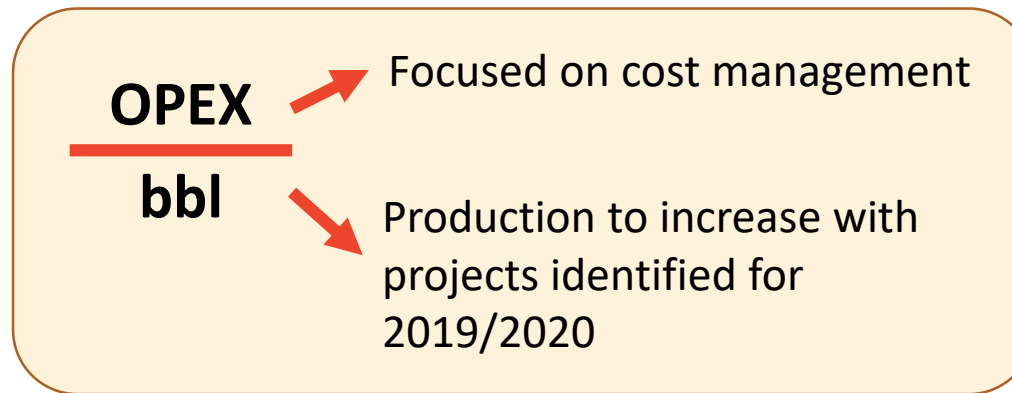 OPEX
bbl
Focused on cost management
Production to increase with
projects identified for
2019/2020